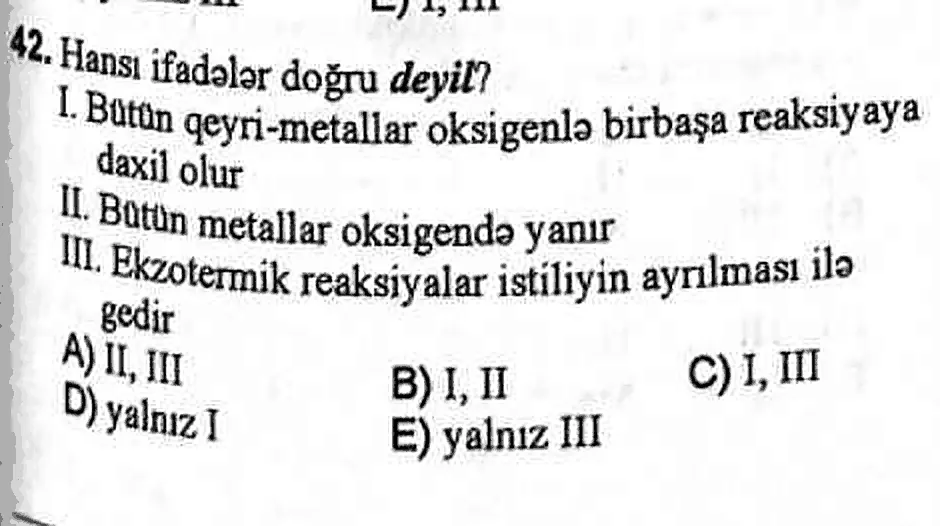 42. Hansı ifadələr doğru deyil?
I. Bütün qeyri-metallar oksigenlə birbaşa reaksiyaya
daxil olur
II. Bütün metallar oksigendə yanır
III. Ekzotermik reaksiyalar istiliyin ayrılması ilə
gedir
A) II, III B) I, II C) I, III
D) yalnız I E) yalnız III